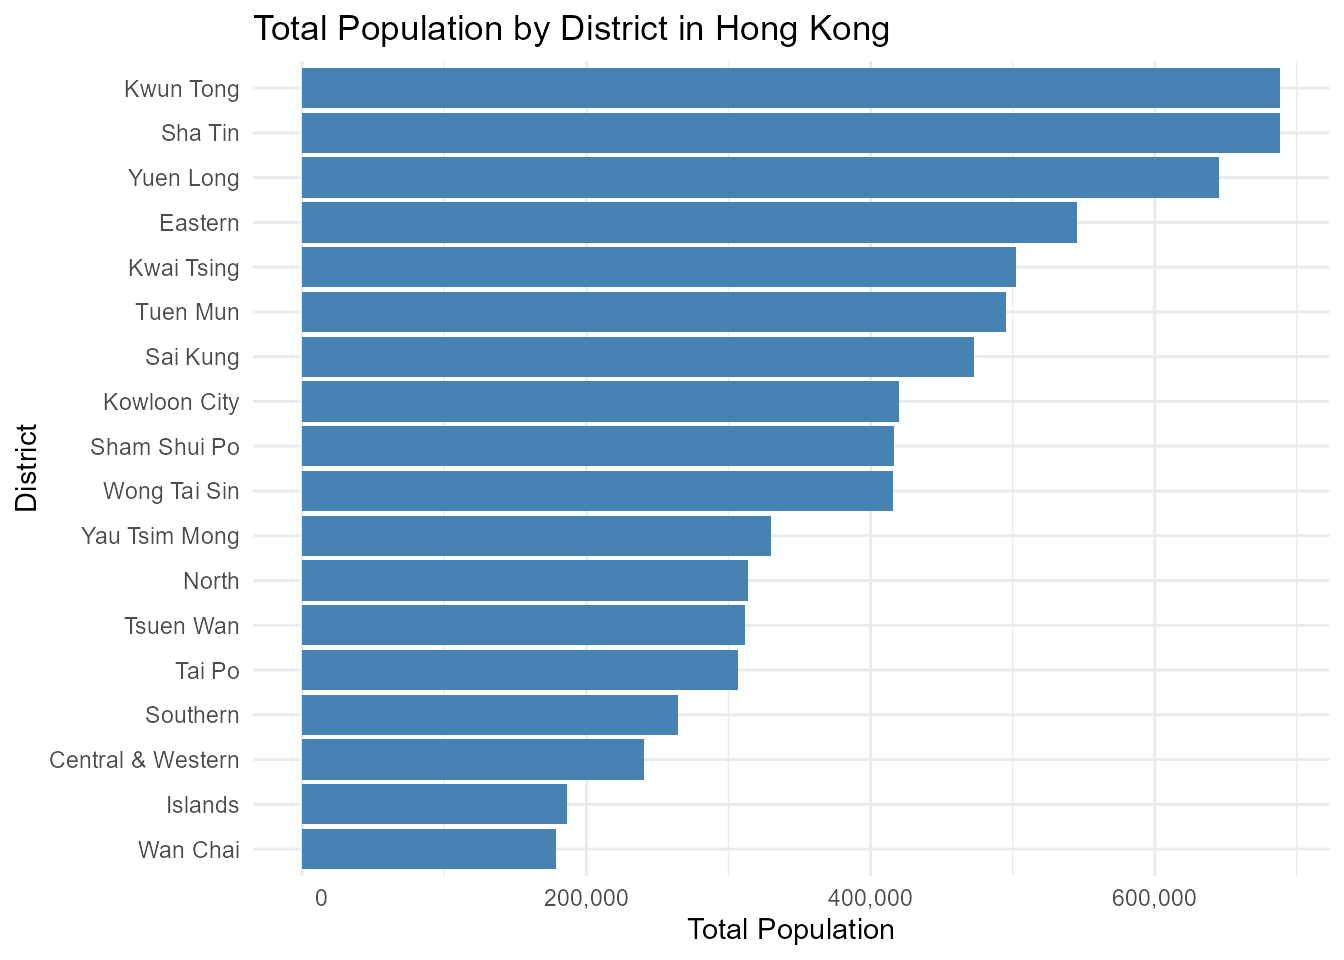 Total Population by District in Hong Kong
Kwun Tong
Sha Tin
Yuen Long
Eastern
Kwai Tsing
Tuen Mun
Sai Kung
Kowloon City
Sham Shui Po
Wong Tai Sin
Yau Tsim Mong
North
Tsuen Wan
Tai Po
Southern
Central & Western
Islands
Wan Chai
District
0 200,000 400,000 600,000
Total Population